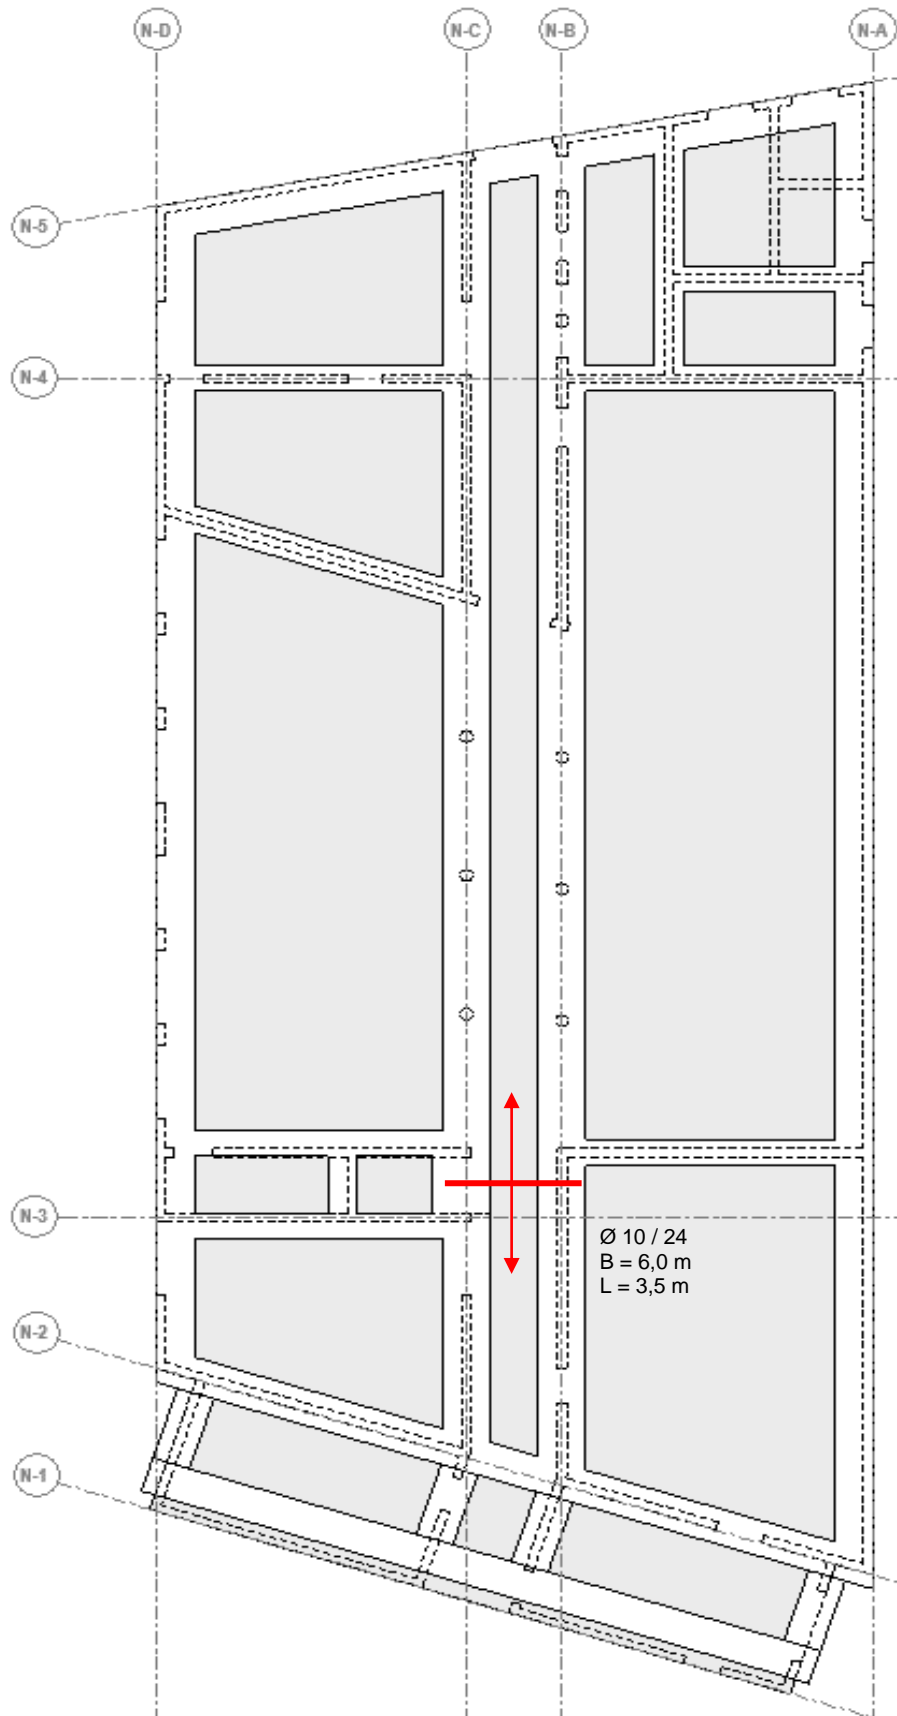 N-D
N-C
N-B
N-A
N-5
N-4
N-3
Ø 10 / 24
B = 6,0 m
L = 3,5 m
N-2
N-1